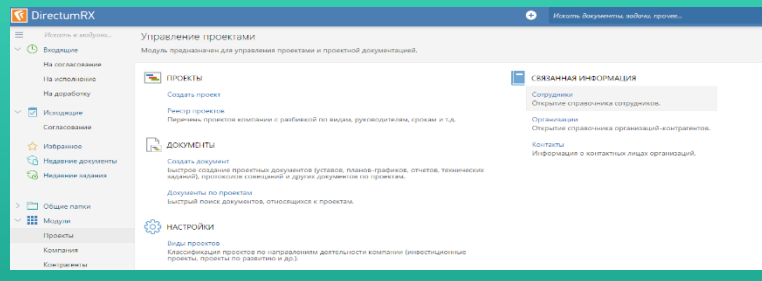 DirectumRX
Искать документы, задачи, прочее...
Искать в модулях...
Входящие
На согласование
На исполнение
На доработку
Исходящие
Согласование
Избранное
Недавние документы
Недавние задания
Общие папки
Модули
Проекты
Компания
Контрагенты
Управление проектами
Модуль предназначен для управления проектами и проектной документацией.
ПРОЕКТЫ
Создать проект
Реестр проектов
Перечень проектов компании с разбивкой по видам, руководителям, срокам и т.д.
ДОКУМЕНТЫ
Создать документ
Быстрое создание проектных документов (уставов, планов-графиков, отчетов, технических
заданий), протоколов совещаний и других документов по проектам.
Документы по проектам
Быстрый поиск документов, относящихся к проектам.
НАСТРОЙКИ
Виды проектов
Классификация проектов по направлениям деятельности компании (инвестиционные
проекты, проекты по развитию и др.).
СВЯЗАННАЯ ИНФОРМАЦИЯ
Сотрудники
Открытие справочника сотрудников.
Организации
Открытие справочника организаций-контрагентов.
Контакты
Информация о контактных лицах организаций.